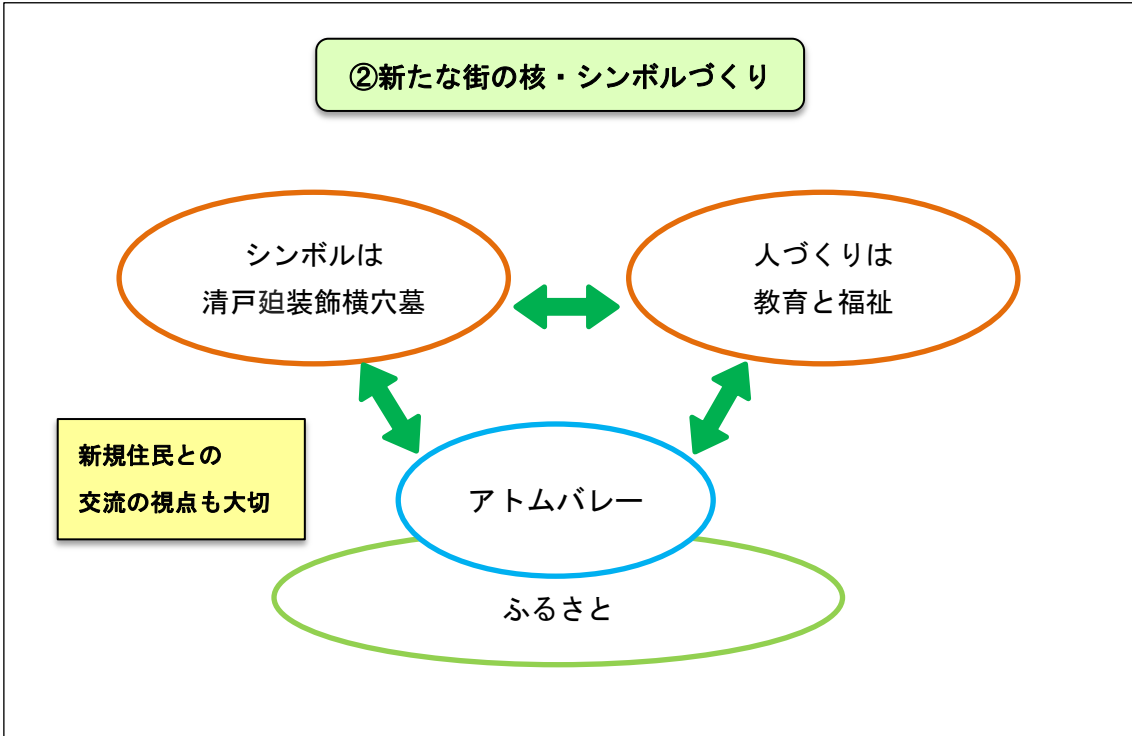 ②新たな街の核・シンボルづくり
シンボルは
清戸廹装飾横穴墓
人づくりは
教育と福祉
新規住民との
交流の視点も大切
アトムバレー
ふるさと